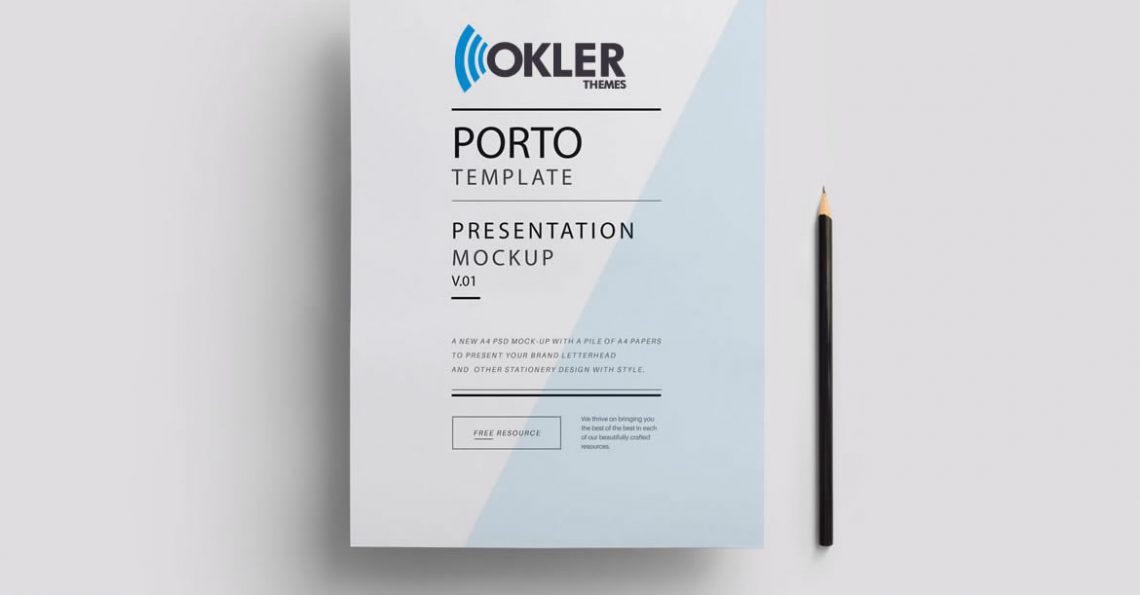 OKLER
THEMES
PORTO
TEMPLATE
PRESENTATION
MOCKUP
V.01
A NEW A4 PSD MOCK-UP WITH A PILE OF A4 PAPERS
TO PRESENT YOUR BRAND LETTERHEAD
AND OTHER STATIONERY DESIGN WITH STYLE.
FREE RESOURCE
We thrive on bringing you
the best of the best in each
of our beautifully crafted
resources.